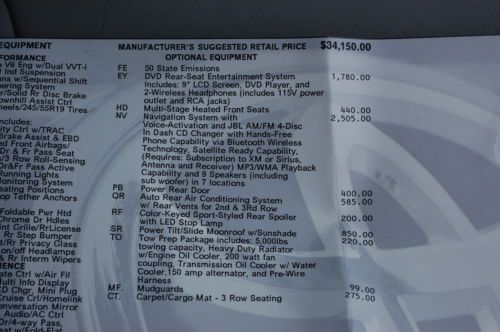 EQUIPMENT MANUFACTURER'S SUGGESTED RETAIL PRICE $34,150.00
FORMANCE OPTIONAL EQUIPMENT
V8 Eng w/Dual VVT-i FE 50 State Emissions
Ind Suspension EY DVD Rear-Seat Entertainment System 1,780.00
ans w/Sequential Shift Includes: 9" LCD Screen, DVD Player, and
tering System 2-Wireless Headphones (includes 115V power
r/Solid Rr Disc Brake outlet and RCA jacks)
ownhill Assist Ctrl HD Multi-Stage Heated Front Seats 440.00
heels/245/55R19 Tires NV Navigation System with 2,505.00
Voice-Activation and JBL AM/FM 4-Disc
ncludes: In Dash CD Changer with Hands-Free
ity Ctrl w/TRAC Phone Capability via Bluetooth Wireless
Brake Assist & EBD Technology, Satellite Ready Capability,
ed Front Airbags/ (Requires: Subscription to XM or Sirius,
Dr & Fr Pass Seat Antenna and Receiver) MP3/WMA Playback
s/3 Row Roll-Sensing Capability and 9 Speakers (including
Dr&Fr Pass Active sub woofer) in 7 locations
Running Lights PB Power Rear Door 400.00
Monitoring System QR Auto Rear Air Conditioning System 585.00
eating Positions w/ Rear Vents for 2nd & 3rd Row
op Tether Anchors RF Color-Keyed Sport-Styled Rear Spoiler 200.00
with LED Stop Lamp
Foldable Pwr Htd SR Power Tilt/Slide Moonroof w/Sunshade 850.00
Chrome Dr Hdles TO Tow Prep Package includes: 5,000lbs 220.00
nt Grille/RrLicense towing capacity, Heavy Duty Radiator
Rr Step Bumper w/Engine Oil Cooler, 200 watt fan
t/Rr Privacy Glass coupling, Transmission Oil Cooler w/ Water
on/off Headlamps Cooler,150 amp alternator, and Pre-Wire
& Rr Interm Wipers Harness
IENCE MF. Mudguards 99.00
ate Ctrl w/Air Fil CT. Carpet/Cargo Mat - 3 Row Seating 275.00
Multi Info Display
CD Chgr, Mini Plug
Cruise Crl/Homelink
onversation Mirror
Audio/AC Ctrl
Dr/4-way Pass,